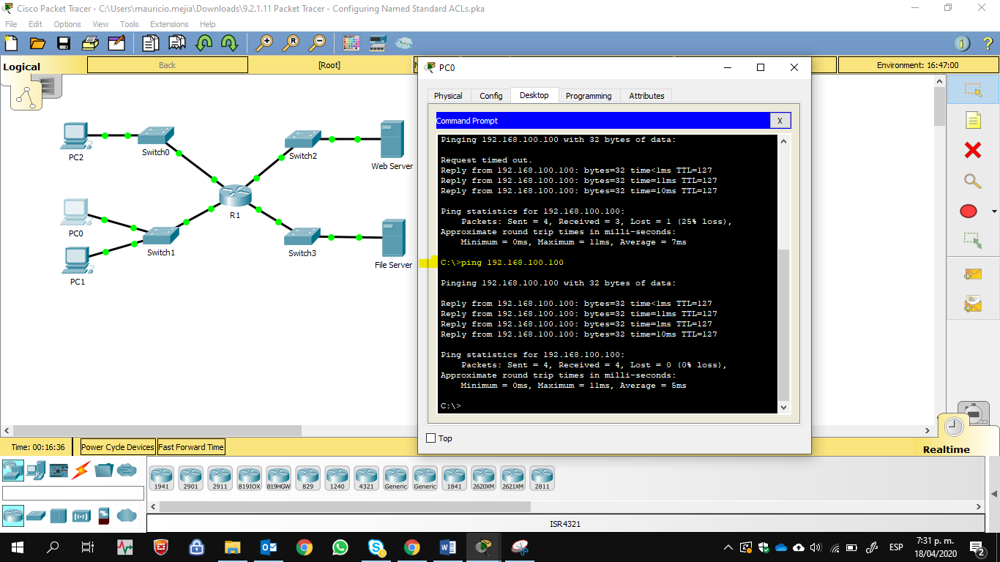 Cisco Packet Tracer - C:\Users\mauricio.mejia\Downloads\9.2.1.11 Packet Tracer - Configuring Named Standard ACLs.pka
File Edit Options View Tools Extensions Help
Logical
Back
[Root]
Environment: 16:47:00
PC2
Switch0
Switch2
Web Server
R1
PC0
Switch1
PC1
Switch3
File Server
PC0
Physical Config Desktop Programming Attributes
Command Prompt
X
Pinging 192.168.100.100 with 32 bytes of data:
Request timed out.
Reply from 192.168.100.100: bytes=32 time<1ms TTL=127
Reply from 192.168.100.100: bytes=32 time=11ms TTL=127
Reply from 192.168.100.100: bytes=32 time=10ms TTL=127
Ping statistics for 192.168.100.100:
Packets: Sent = 4, Received = 3, Lost = 1 (25% loss),
Approximate round trip times in milli-seconds:
Minimum = 0ms, Maximum = 11ms, Average = 7ms
C:\>ping 192.168.100.100
Pinging 192.168.100.100 with 32 bytes of data:
Reply from 192.168.100.100: bytes=32 time<1ms TTL=127
Reply from 192.168.100.100: bytes=32 time=11ms TTL=127
Reply from 192.168.100.100: bytes=32 time=1ms TTL=127
Reply from 192.168.100.100: bytes=32 time=10ms TTL=127
Ping statistics for 192.168.100.100:
Packets: Sent = 4, Received = 4, Lost = 0 (0% loss),
Approximate round trip times in milli-seconds:
Minimum = 0ms, Maximum = 11ms, Average = 5ms
C:\>
Top
Time: 00:16:36
Power Cycle Devices
Fast Forward Time
Realtime
1941 2901 2911 819IOX 819HGW 829 1240 4321 Generic Generic 1841 2620XM 2621XM 2811
ISR4321
ESP
7:31 p. m.
18/04/2020
2